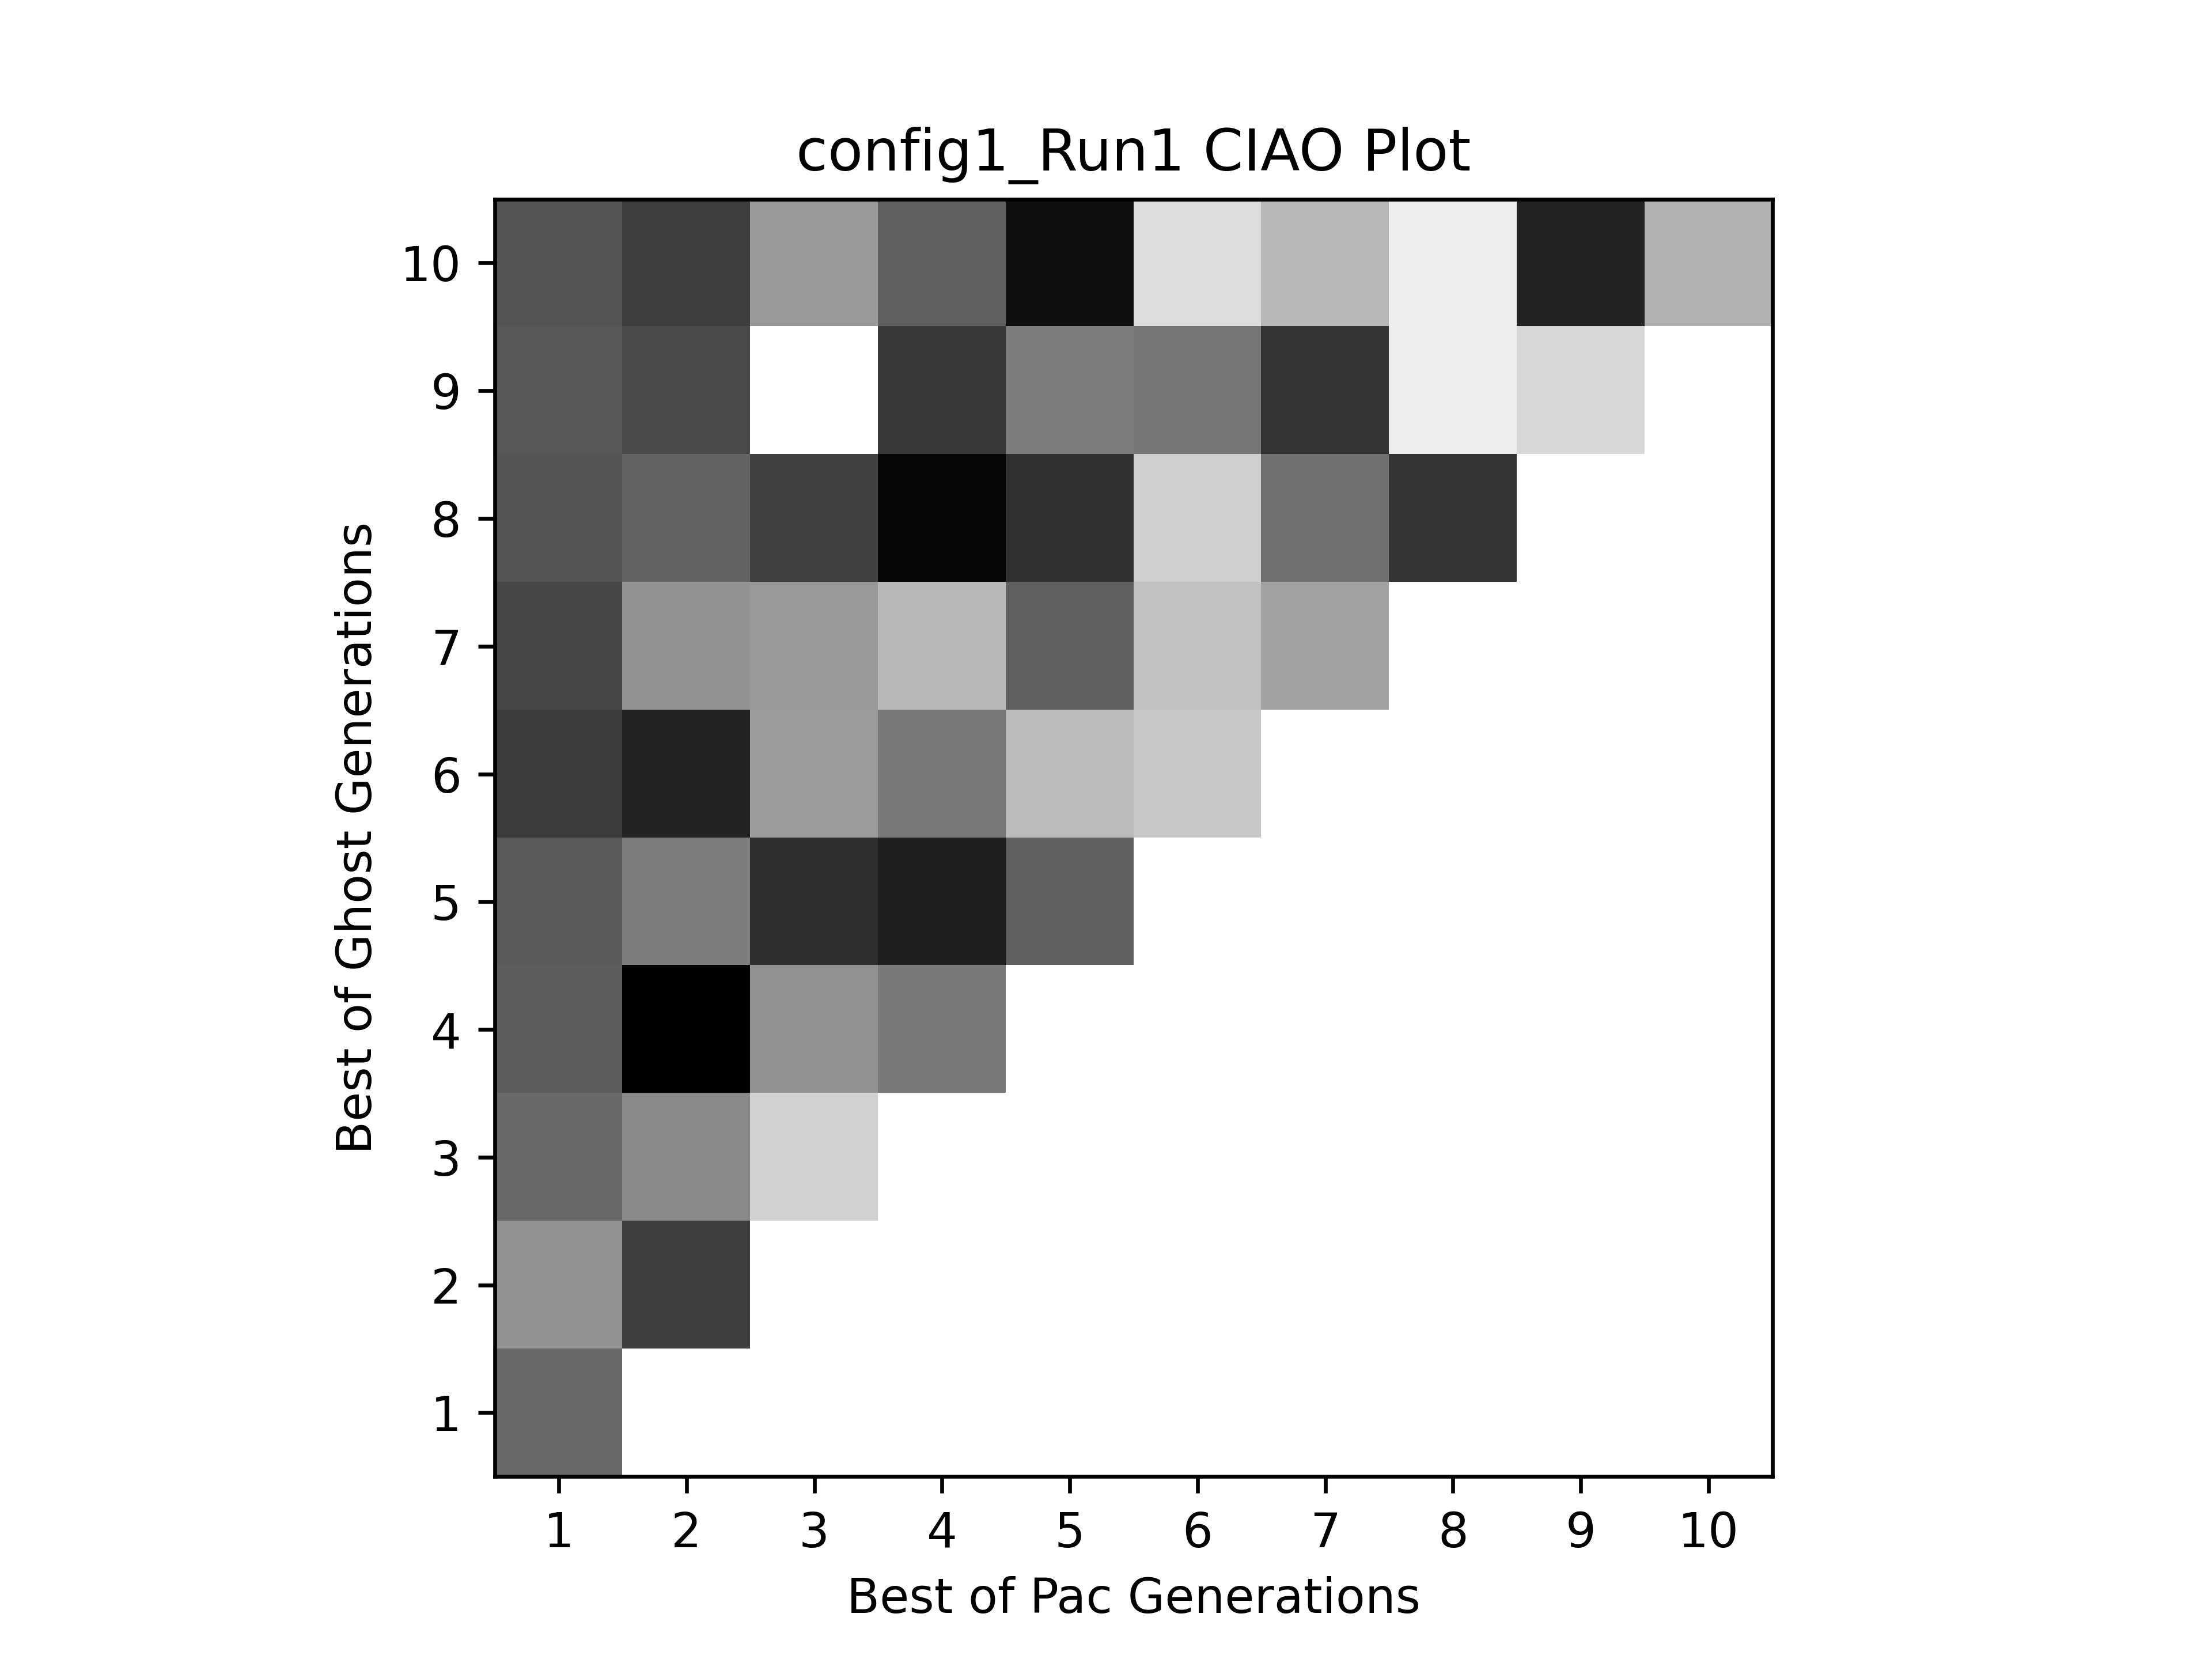 config1_Run1 CIAO Plot
10
9
8
7
6
5
4
3
2
1
Best of Ghost Generations
1 2 3 4 5 6 7 8 9 10
Best of Pac Generations